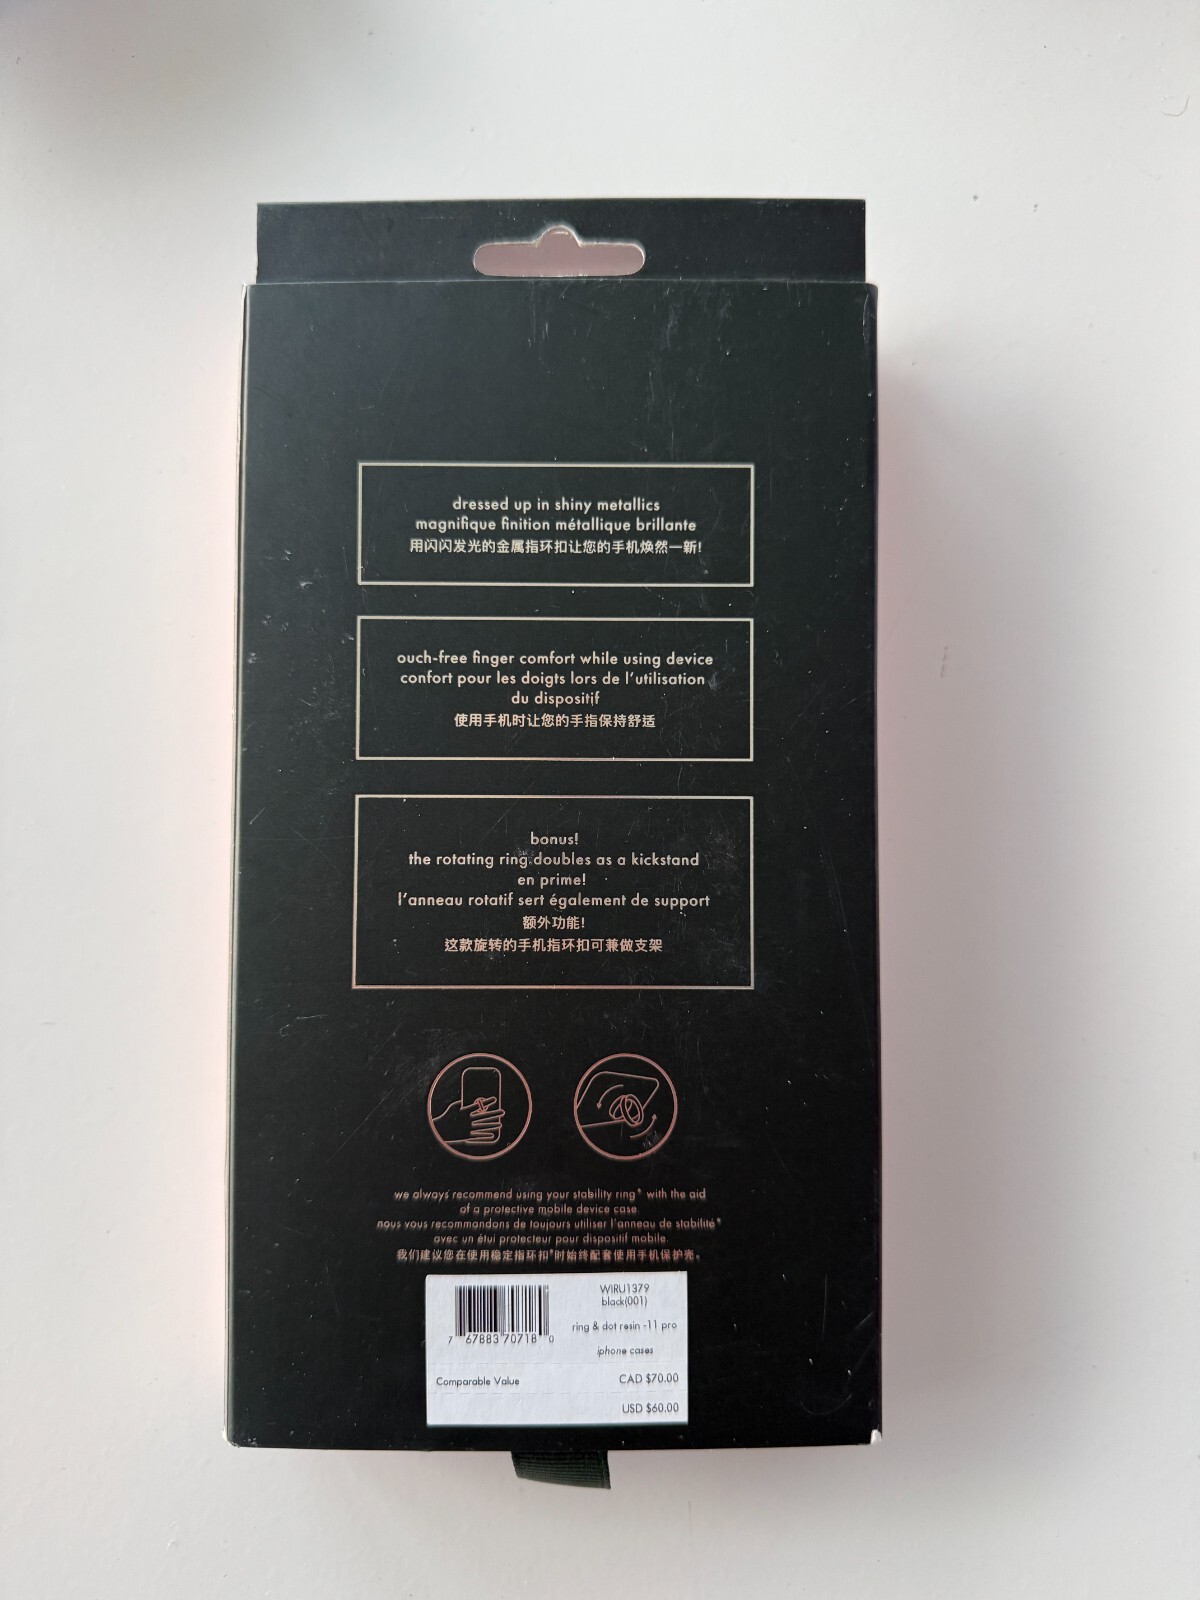 dressed up in shiny metallics
magnifique finition métallique brillante
用闪闪发光的金属指环扣让您的手机焕然一新!
ouch-free finger comfort while using device
confort pour les doigts lors de l'utilisation
du dispositif
使用手机时让您的手指保持舒适
bonus!
the rotating ring doubles as a kickstand
en prime!
l'anneau rotatif sert également de support
额外功能!
这款旋转的手机指环扣可兼做支架
we always recommend using your stability ring* with the aid
of a protective mobile device case.
nous vous recommandons de toujours utiliser l'anneau de stabilité*
avec un étui protecteur pour dispositif mobile.
我们建议您在使用稳定指环扣*时始终配套使用手机保护壳。
WIRU1379
black(001)
7 67883 70718 0
ring & dot resin -11 pro
iphone cases
Comparable Value CAD $70.00
USD $60.00